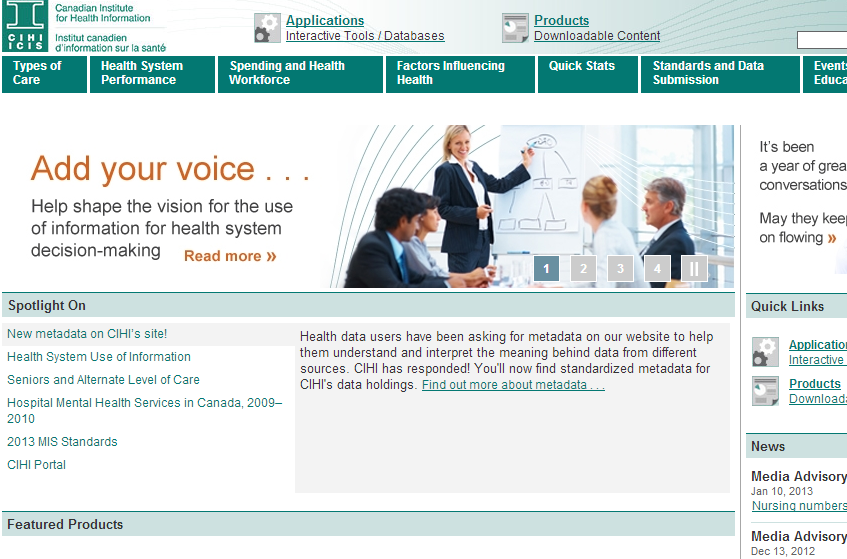 Canadian Institute
for Health Information
CIHI
ICIS
Institut canadien
d'information sur la santé
Applications
Interactive Tools / Databases
Products
Downloadable Content
Types of
Care
Health System
Performance
Spending and Health
Workforce
Factors Influencing
Health
Quick Stats
Standards and Data
Submission
Events
Educa
Add your voice . . .
Help shape the vision for the use
of information for health system
decision-making
Read more »
1 2 3 4
It's been
a year of grea
conversations
May they keep
on flowing »
Spotlight On
New metadata on CIHI's site!
Health System Use of Information
Seniors and Alternate Level of Care
Hospital Mental Health Services in Canada, 2009–
2010
2013 MIS Standards
CIHI Portal
Health data users have been asking for metadata on our website to help
them understand and interpret the meaning behind data from different
sources. CIHI has responded! You'll now find standardized metadata for
CIHI's data holdings. Find out more about metadata . . .
Quick Links
Application
Interactive
Products
Downloada
News
Media Advisory
Jan 10, 2013
Nursing numbers
Media Advisory
Dec 13, 2012
Featured Products